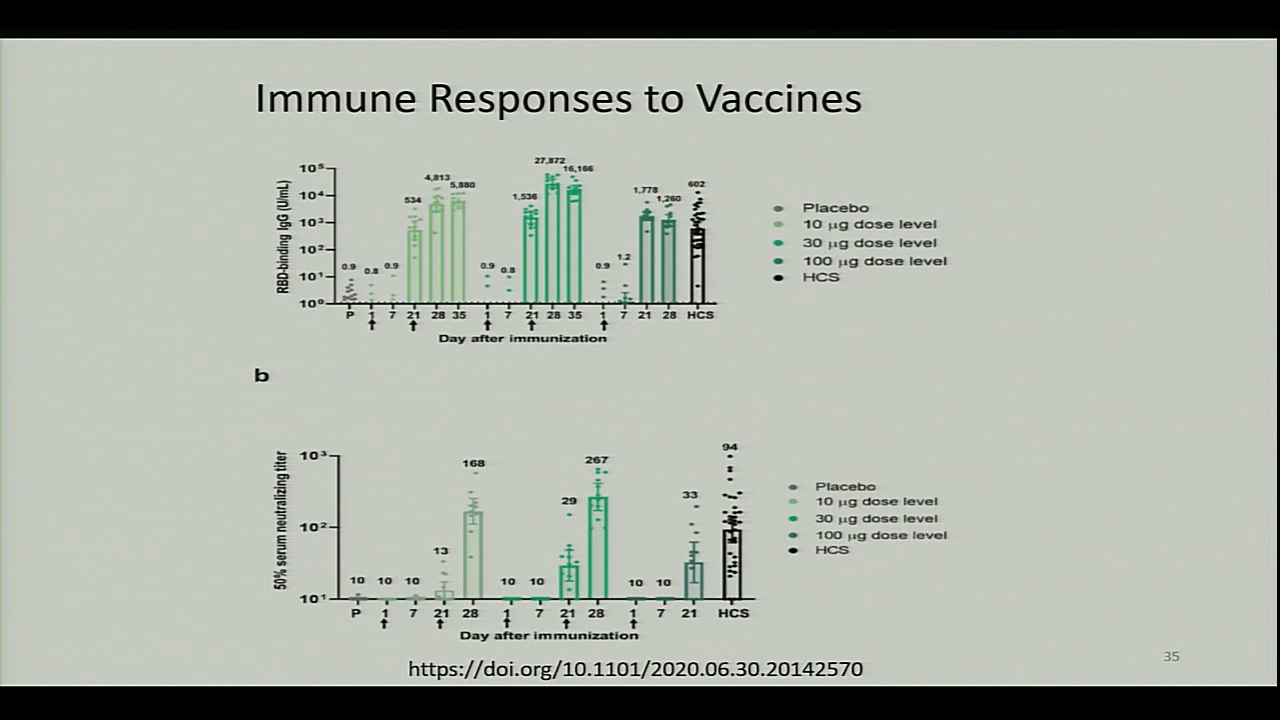 Immune Responses to Vaccines
RBD-binding IgG (U/mL)
10⁵
10⁴
10³
10²
10¹
10⁰
0.9 0.8 0.9 534 4,813 5,880 0.9 0.8 1,536 27,872 16,166 0.9 1.2 1,778 1,260 602
P 1 7 21 28 35 1 7 21 28 35 1 7 21 28 HCS
Day after immunization
Placebo
10 µg dose level
30 µg dose level
100 µg dose level
HCS
b
50% serum neutralizing titer
10³
10²
10¹
10 10 10 13 168 10 10 29 267 10 10 33 94
P 1 7 21 28 1 7 21 28 1 7 21 HCS
Day after immunization
Placebo
10 µg dose level
30 µg dose level
100 µg dose level
HCS
https://doi.org/10.1101/2020.06.30.20142570
35